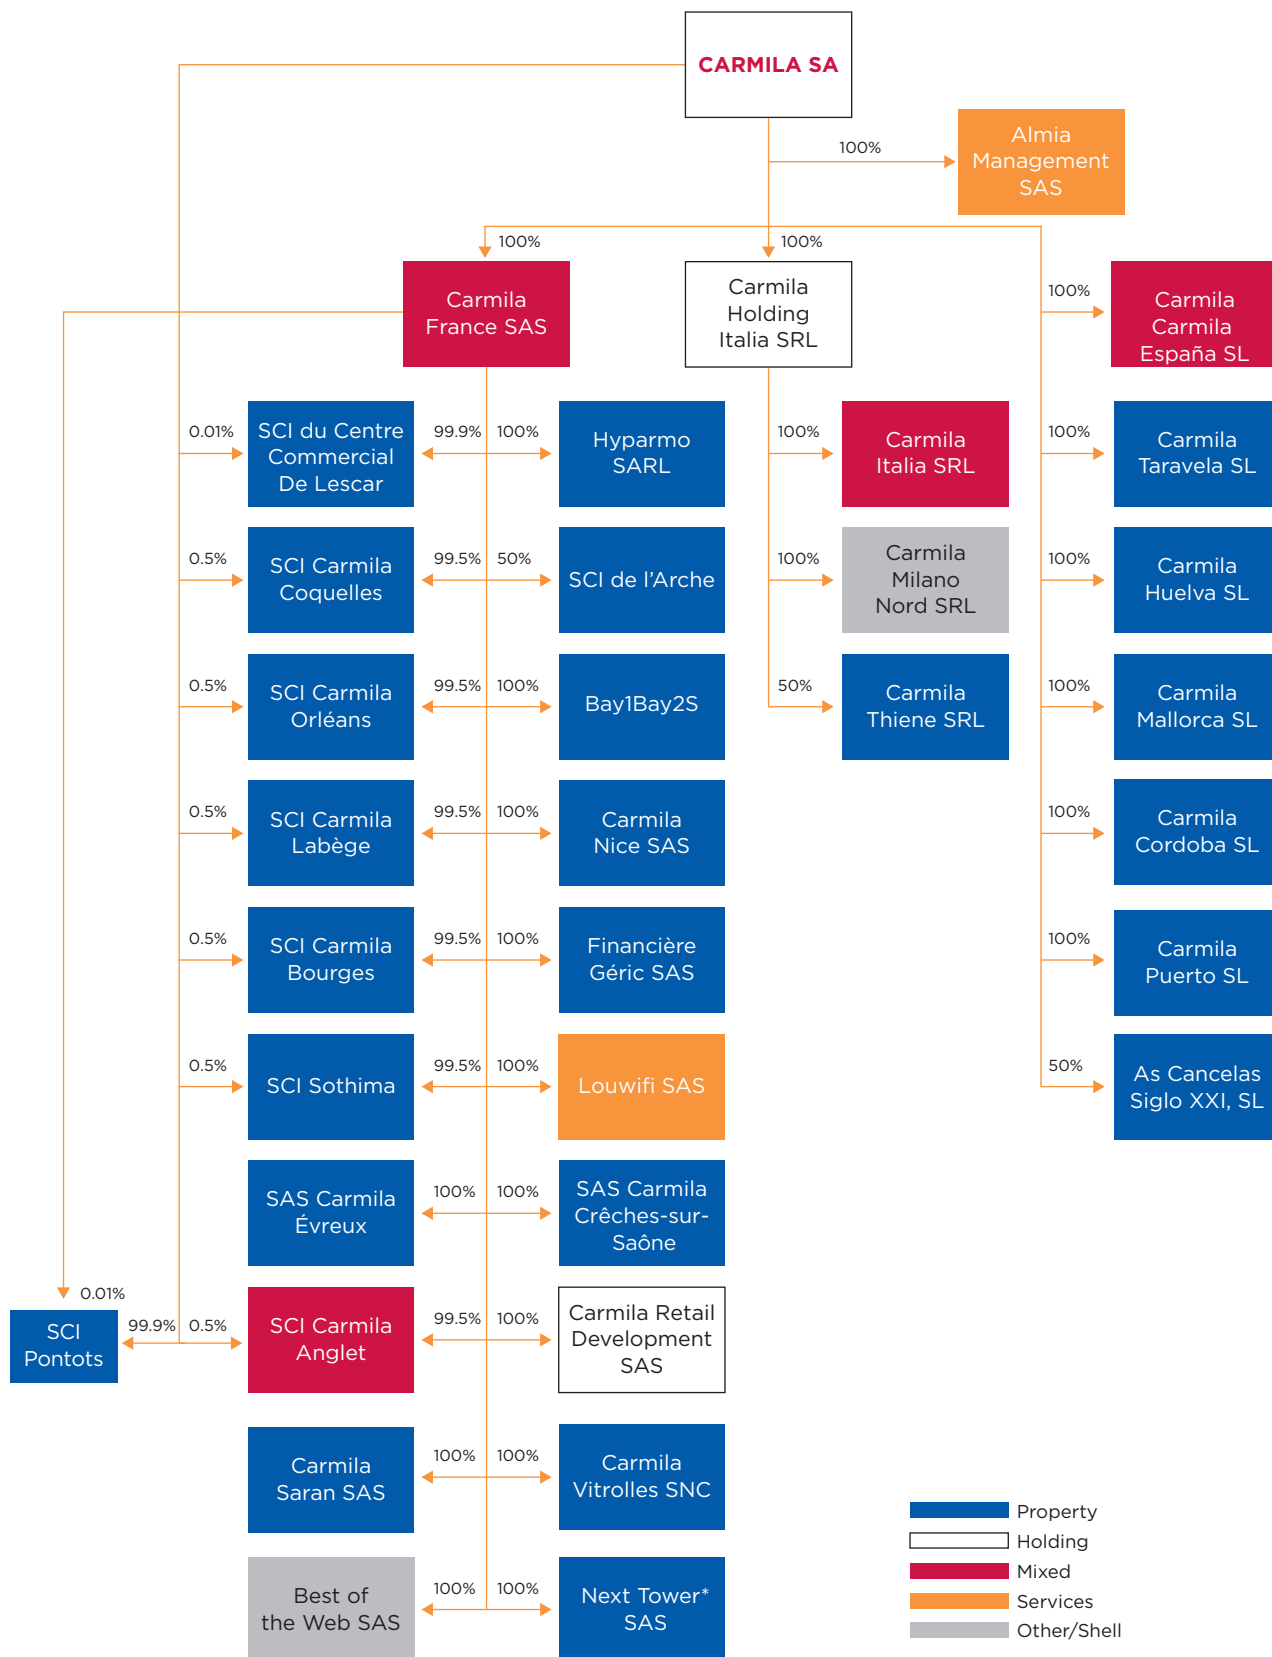 CARMILA SA
100%
Almia
Management
SAS
100%
100%
Carmila
France SAS
Carmila
Holding
Italia SRL
100%
Carmila
Carmila
España SL
0.01%
SCI du Centre
Commercial
De Lescar
99.9%
100%
Hyparmo
SARL
100%
Carmila
Italia SRL
100%
Carmila
Taravela SL
0.5%
SCI Carmila
Coquelles
99.5%
50%
SCI de l'Arche
100%
Carmila
Milano
Nord SRL
100%
Carmila
Huelva SL
0.5%
SCI Carmila
Orléans
99.5%
100%
Bay1Bay2S
50%
Carmila
Thiene SRL
100%
Carmila
Mallorca SL
0.5%
SCI Carmila
Labège
99.5%
100%
Carmila
Nice SAS
100%
Carmila
Cordoba SL
0.5%
SCI Carmila
Bourges
99.5%
100%
Financière
Géric SAS
100%
Carmila
Puerto SL
0.5%
SCI Sothima
99.5%
100%
Louwifi SAS
50%
As Cancelas
Siglo XXI, SL
SAS Carmila
Évreux
100%
100%
SAS Carmila
Crêches-sur-
Saône
0.01%
SCI
Pontots
99.9%
0.5%
SCI Carmila
Anglet
99.5%
100%
Carmila Retail
Development
SAS
Carmila
Saran SAS
100%
100%
Carmila
Vitrolles SNC
Best of
the Web SAS
100%
100%
Next Tower*
SAS
Property
Holding
Mixed
Services
Other/Shell